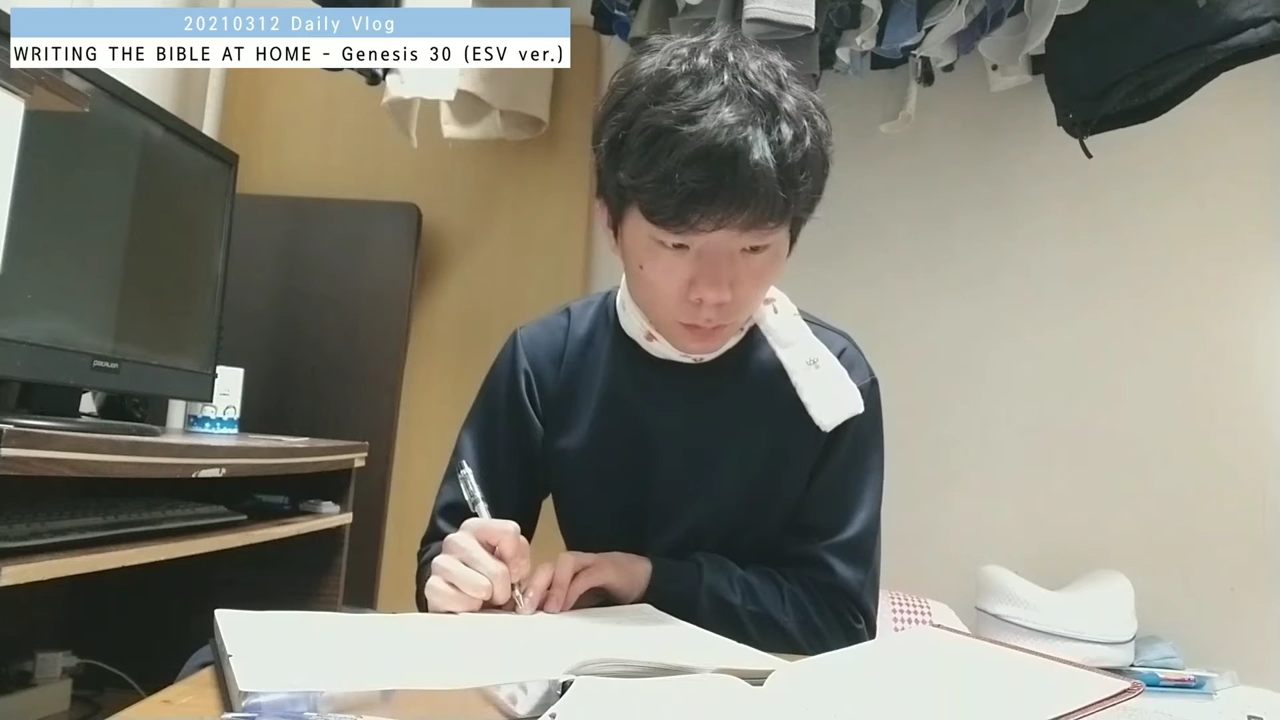 20210312 Daily Vlog
WRITING THE BIBLE AT HOME - Genesis 30 (ESV ver.)